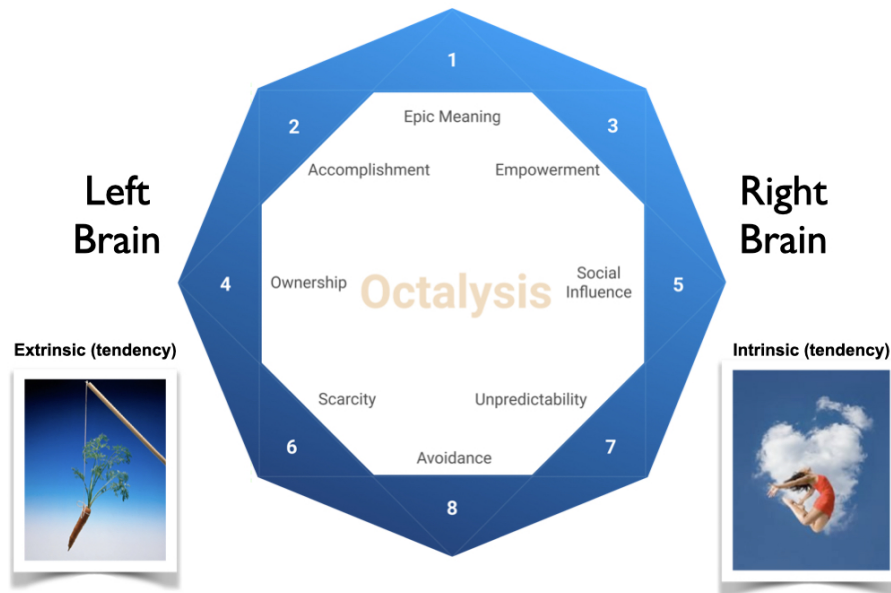 1
Epic Meaning
2
3
Accomplishment
Empowerment
Left
Brain
Right
Brain
4
Ownership
Octalysis
Social
Influence
5
Extrinsic (tendency)
Intrinsic (tendency)
Scarcity
Unpredictability
6
7
Avoidance
8